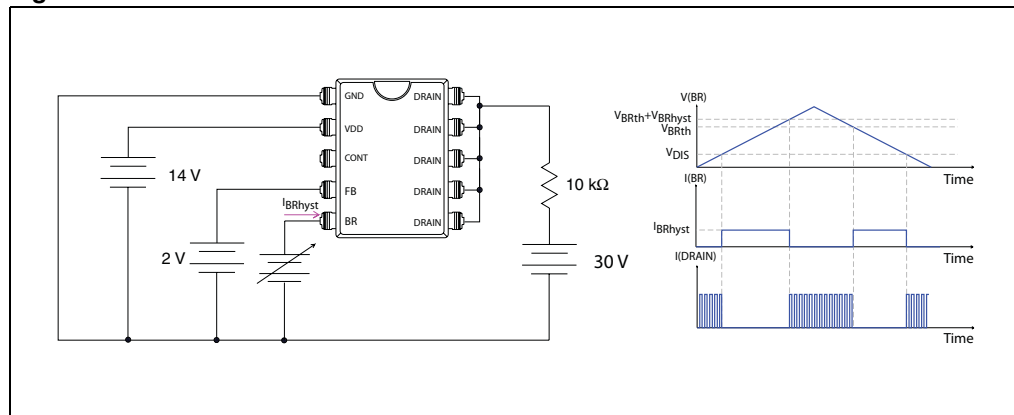 GND
DRAIN
VDD
DRAIN
CONT
DRAIN
FB
DRAIN
BR
DRAIN
14 V
2 V
IBRhyst
10 kΩ
30 V
V(BR)
VBRth+VBRhyst
VBRth
VDIS
Time
I(BR)
IBRhyst
Time
I(DRAIN)
Time